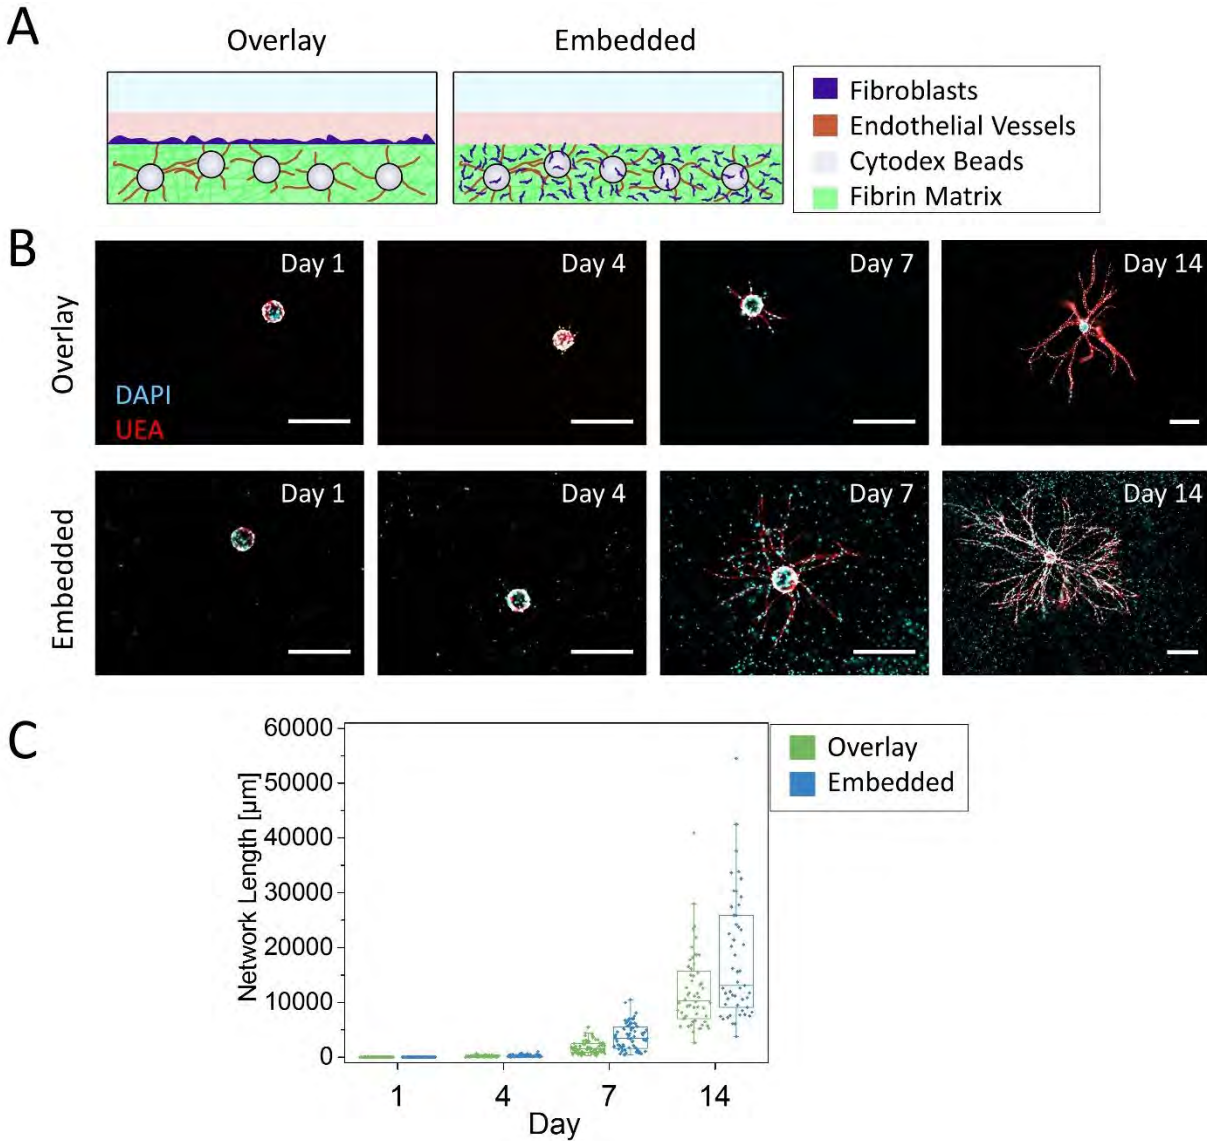 A
Overlay
Embedded
Fibroblasts
Endothelial Vessels
Cytodex Beads
Fibrin Matrix
B
Overlay
Day 1
DAPI
UEA
Day 4
Day 7
Day 14
Embedded
Day 1
Day 4
Day 7
Day 14
C
Network Length [µm]
60000
50000
40000
30000
20000
10000
0
1
4
7
14
Day
Overlay
Embedded